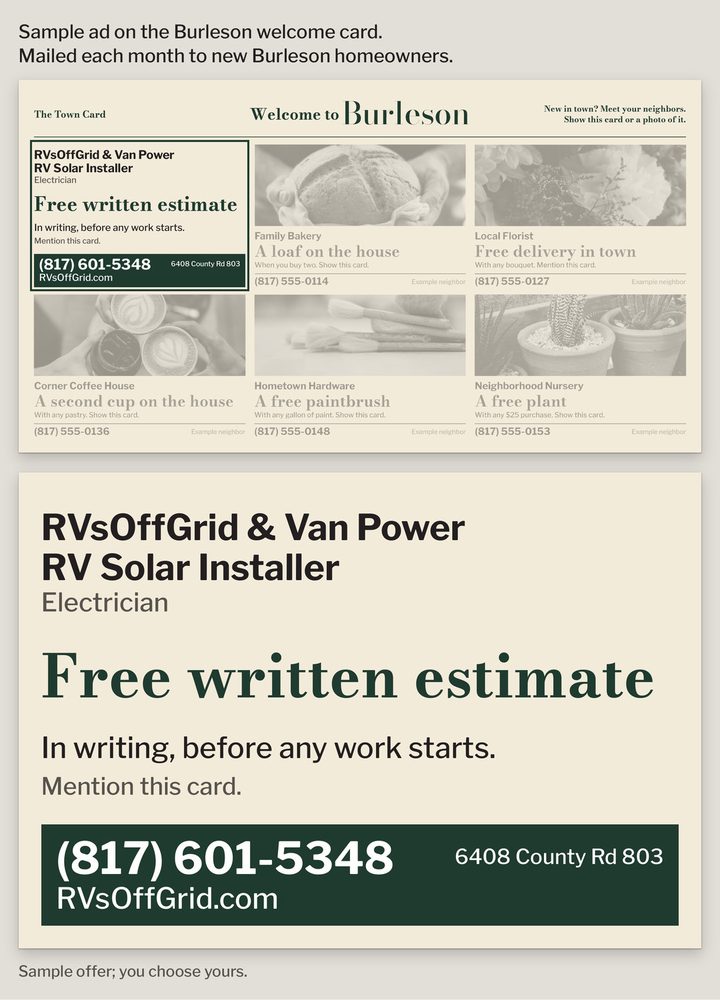 Sample ad on the Burleson welcome card.
Mailed each month to new Burleson homeowners.
The Town Card
Welcome to Burleson
New in town? Meet your neighbors.
Show this card or a photo of it.
RVsOffGrid & Van Power
RV Solar Installer
Electrician
Free written estimate
In writing, before any work starts.
Mention this card.
(817) 601-5348
6408 County Rd 803
RVsOffGrid.com
Family Bakery
A loaf on the house
When you buy two. Show this card.
(817) 555-0114
Example neighbor
Local Florist
Free delivery in town
With any bouquet. Mention this card.
(817) 555-0127
Example neighbor
Corner Coffee House
A second cup on the house
With any pastry. Show this card.
(817) 555-0136
Example neighbor
Hometown Hardware
A free paintbrush
With any gallon of paint. Show this card.
(817) 555-0148
Example neighbor
Neighborhood Nursery
A free plant
With any $25 purchase. Show this card.
(817) 555-0153
Example neighbor
RVsOffGrid & Van Power
RV Solar Installer
Electrician
Free written estimate
In writing, before any work starts.
Mention this card.
(817) 601-5348
6408 County Rd 803
RVsOffGrid.com
Sample offer; you choose yours.